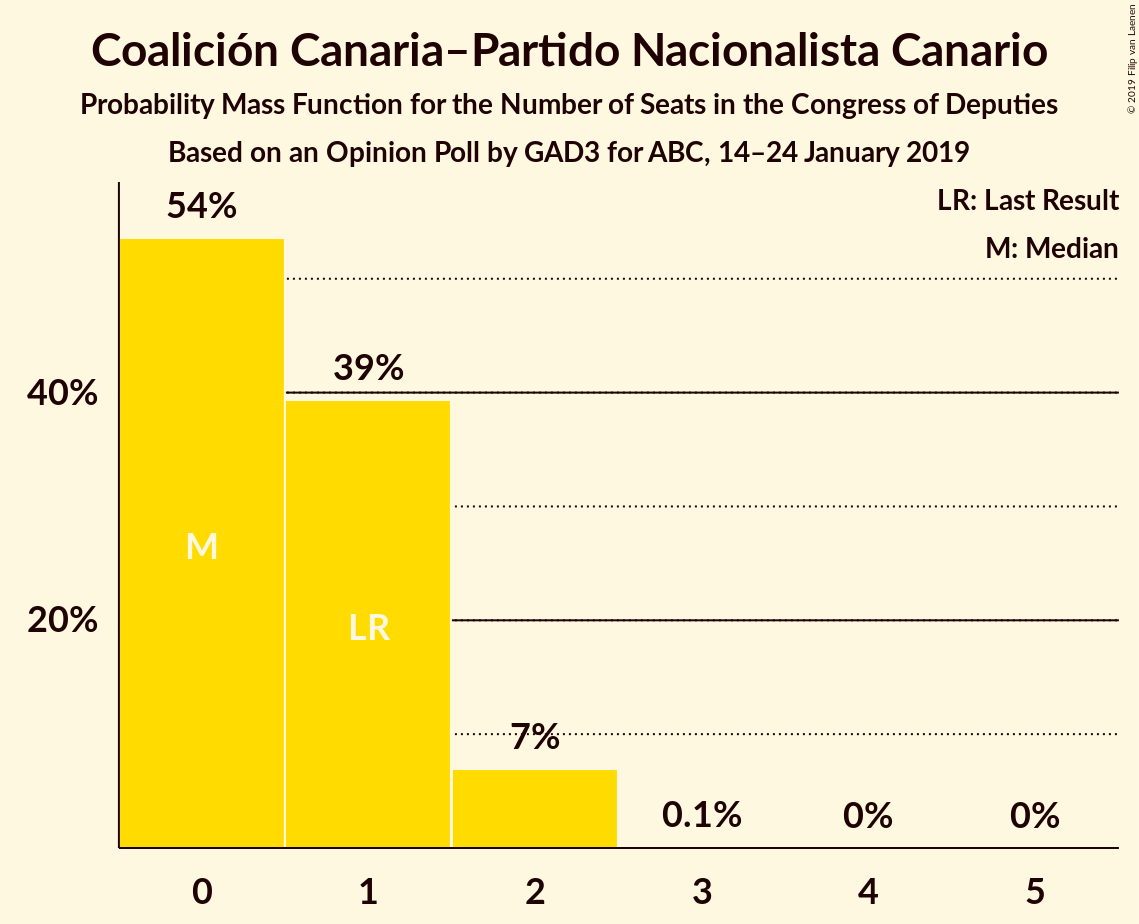 Coalición Canaria–Partido Nacionalista Canario
Probability Mass Function for the Number of Seats in the Congress of Deputies
Based on an Opinion Poll by GAD3 for ABC, 14–24 January 2019
© 2019 Filip van Laenen
LR: Last Result
M: Median
54%
39%
7%
0.1%
0%
0%
40%
20%
M
LR
0
1
2
3
4
5